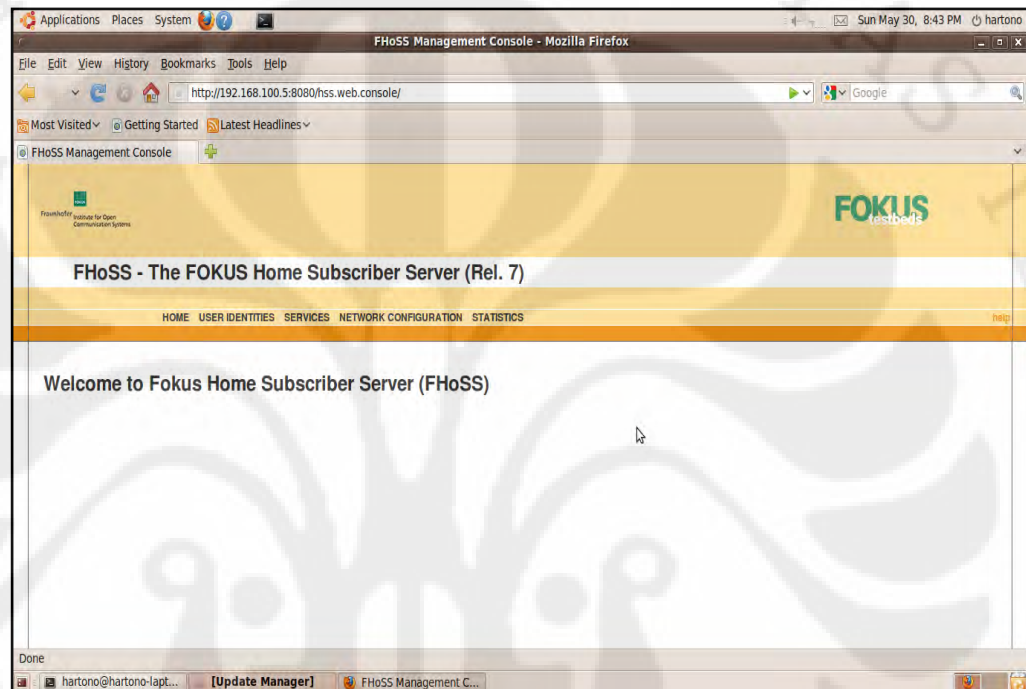 Applications Places System Sun May 30, 8:43 PM hartono
FHoSS Management Console - Mozilla Firefox
File Edit View History Bookmarks Tools Help
http://192.168.100.5:8080/hss.web.console/ Google
Most Visited Getting Started Latest Headlines
FHoSS Management Console
Fraunhofer Institute for Open
Communication Systems
FOKUS
testbeds
FHoSS - The FOKUS Home Subscriber Server (Rel. 7)
HOME USER IDENTITIES SERVICES NETWORK CONFIGURATION STATISTICS help
Welcome to Fokus Home Subscriber Server (FHoSS)
Done
hartono@hartono-lapt... [Update Manager] FHoSS Management C...